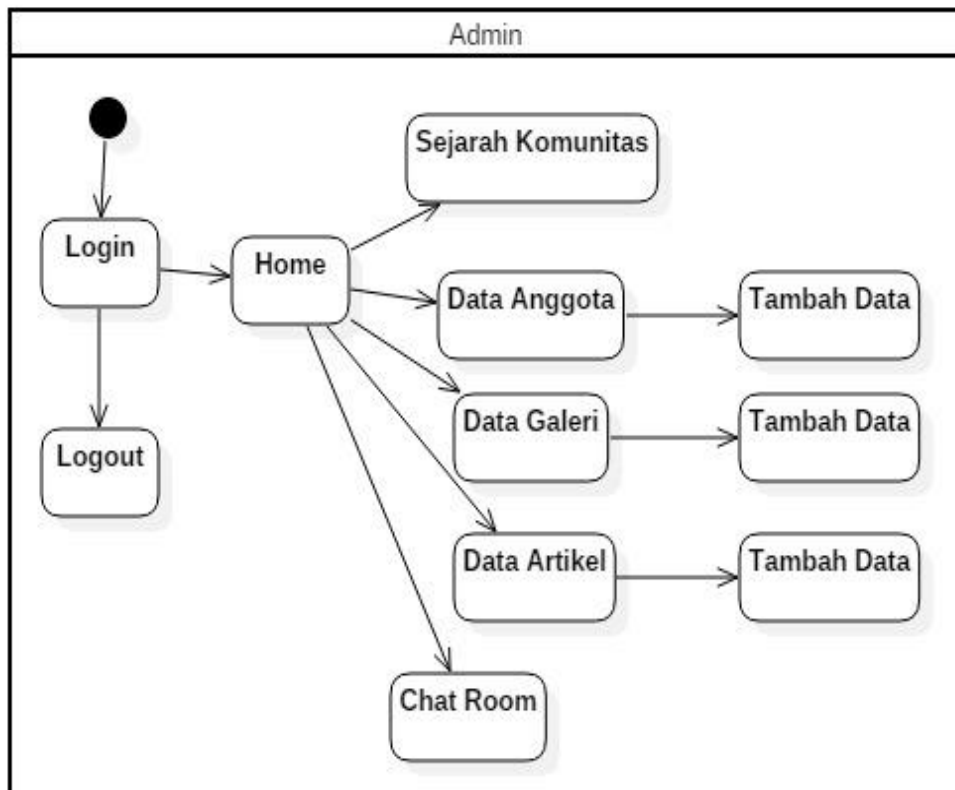 Admin
Sejarah Komunitas
Login
Home
Data Anggota
Tambah Data
Data Galeri
Tambah Data
Logout
Data Artikel
Tambah Data
Chat Room